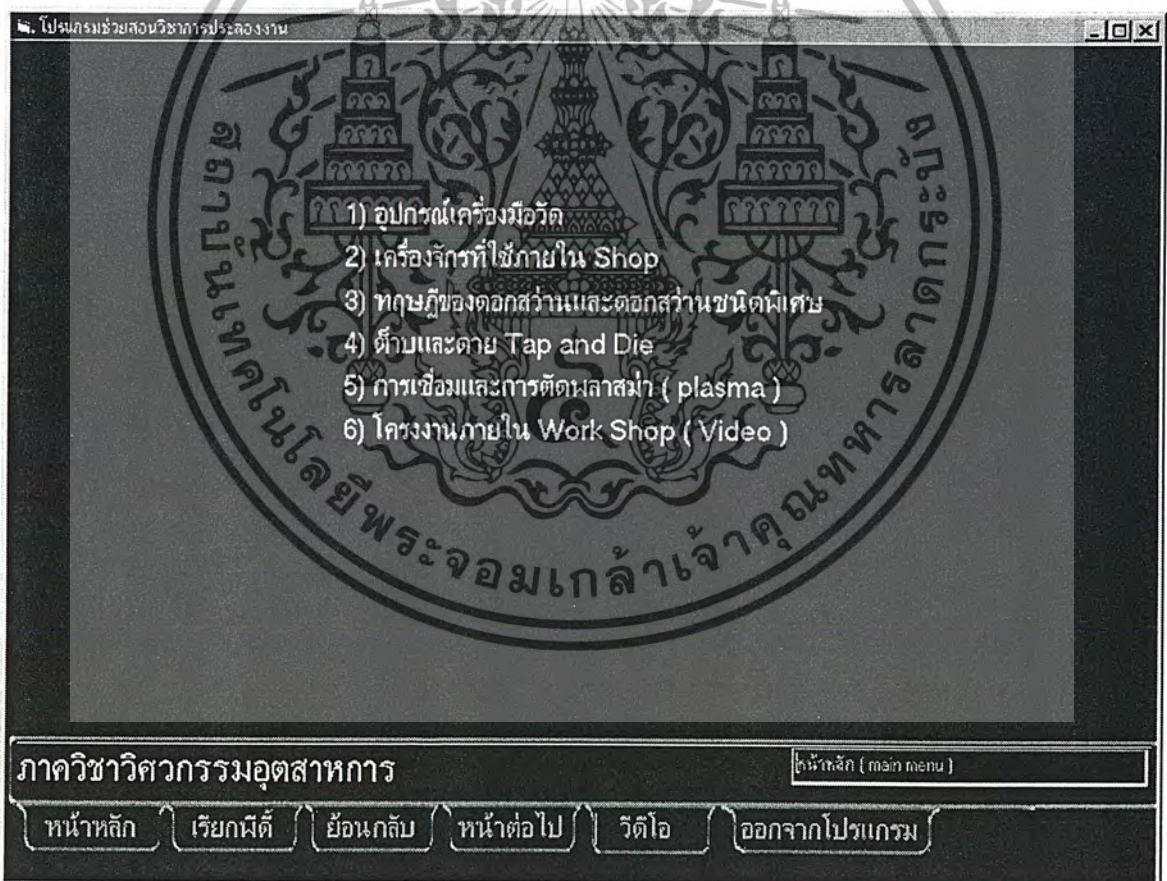 โปรแกรมช่วยสอนวิชาการประลองงาน
1) อุปกรณ์เครื่องมือวัด
2) เครื่องจักรที่ใช้ภายใน Shop
3) ทฤษฎีของดอกสว่านและดอกสว่านชนิดพิเศษ
4) ต๊าบและดาย Tap and Die
5) การเชื่อมและการตัดพลาสม่า ( plasma )
6) โครงงานภายใน Work Shop ( Video )
สถาบันเทคโนโลยีพระจอมเกล้าเจ้าคุณทหารลาดกระบัง
ภาควิชาวิศวกรรมอุตสาหการ
หน้าหลัก ( main menu )
หน้าหลัก เรียกพีดี้ ย้อนกลับ หน้าต่อไป วีดีโอ ออกจากโปรแกรม